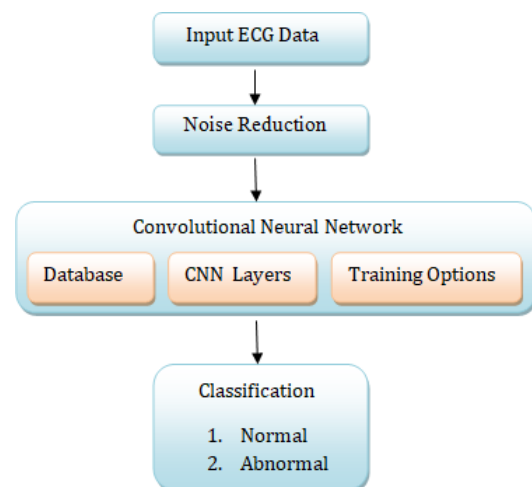 Input ECG Data
Noise Reduction
Convolutional Neural Network
Database
CNN Layers
Training Options
Classification
1. Normal
2. Abnormal